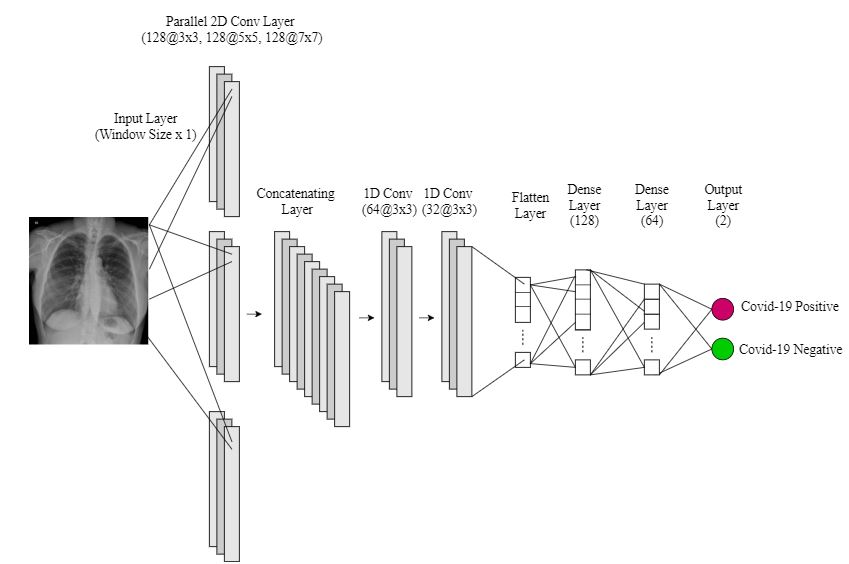 Parallel 2D Conv Layer
(128@3x3, 128@5x5, 128@7x7)
Input Layer
(Window Size x 1)
Concatenating
Layer
1D Conv
(64@3x3)
1D Conv
(32@3x3)
Flatten
Layer
Dense
Layer
(128)
Dense
Layer
(64)
Output
Layer
(2)
Covid-19 Positive
Covid-19 Negative